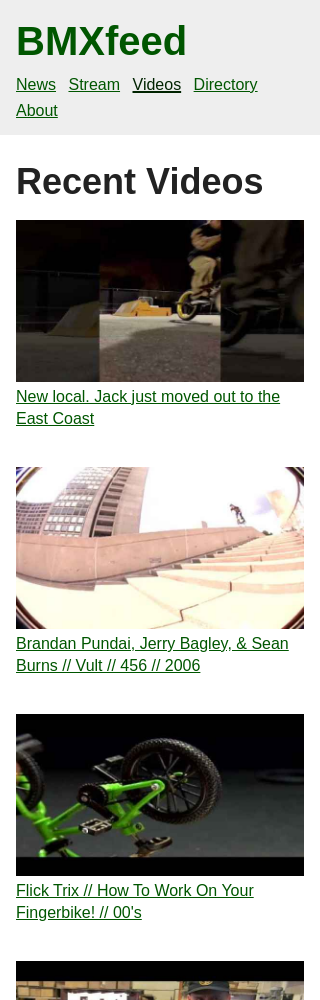 BMXfeed
News Stream Videos Directory
About
Recent Videos
New local. Jack just moved out to the
East Coast
Brandan Pundai, Jerry Bagley, & Sean
Burns // Vult // 456 // 2006
Flick Trix // How To Work On Your
Fingerbike! // 00's